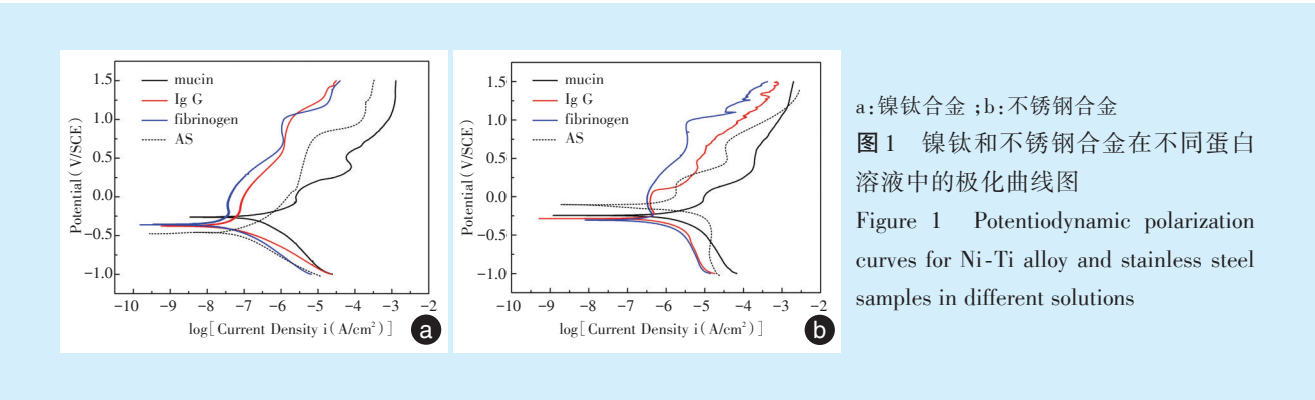 1.5
1.0
0.5
0.0
−0.5
−1.0
Potential（V/SCE）
mucin
Ig G
fibrinogen
AS
−10 −9 −8 −7 −6 −5 −4 −3 −2
log［Current Density i（A/cm²）］
a
1.5
1.0
0.5
0.0
−0.5
−1.0
Potential（V/SCE）
mucin
Ig G
fibrinogen
AS
−10 −9 −8 −7 −6 −5 −4 −3 −2
log［Current Density i（A/cm²）］
b
a：镍钛合金；b：不锈钢合金
图1 镍钛和不锈钢合金在不同蛋白
溶液中的极化曲线图
Figure 1 Potentiodynamic polarization
curves for Ni-Ti alloy and stainless steel
samples in different solutions